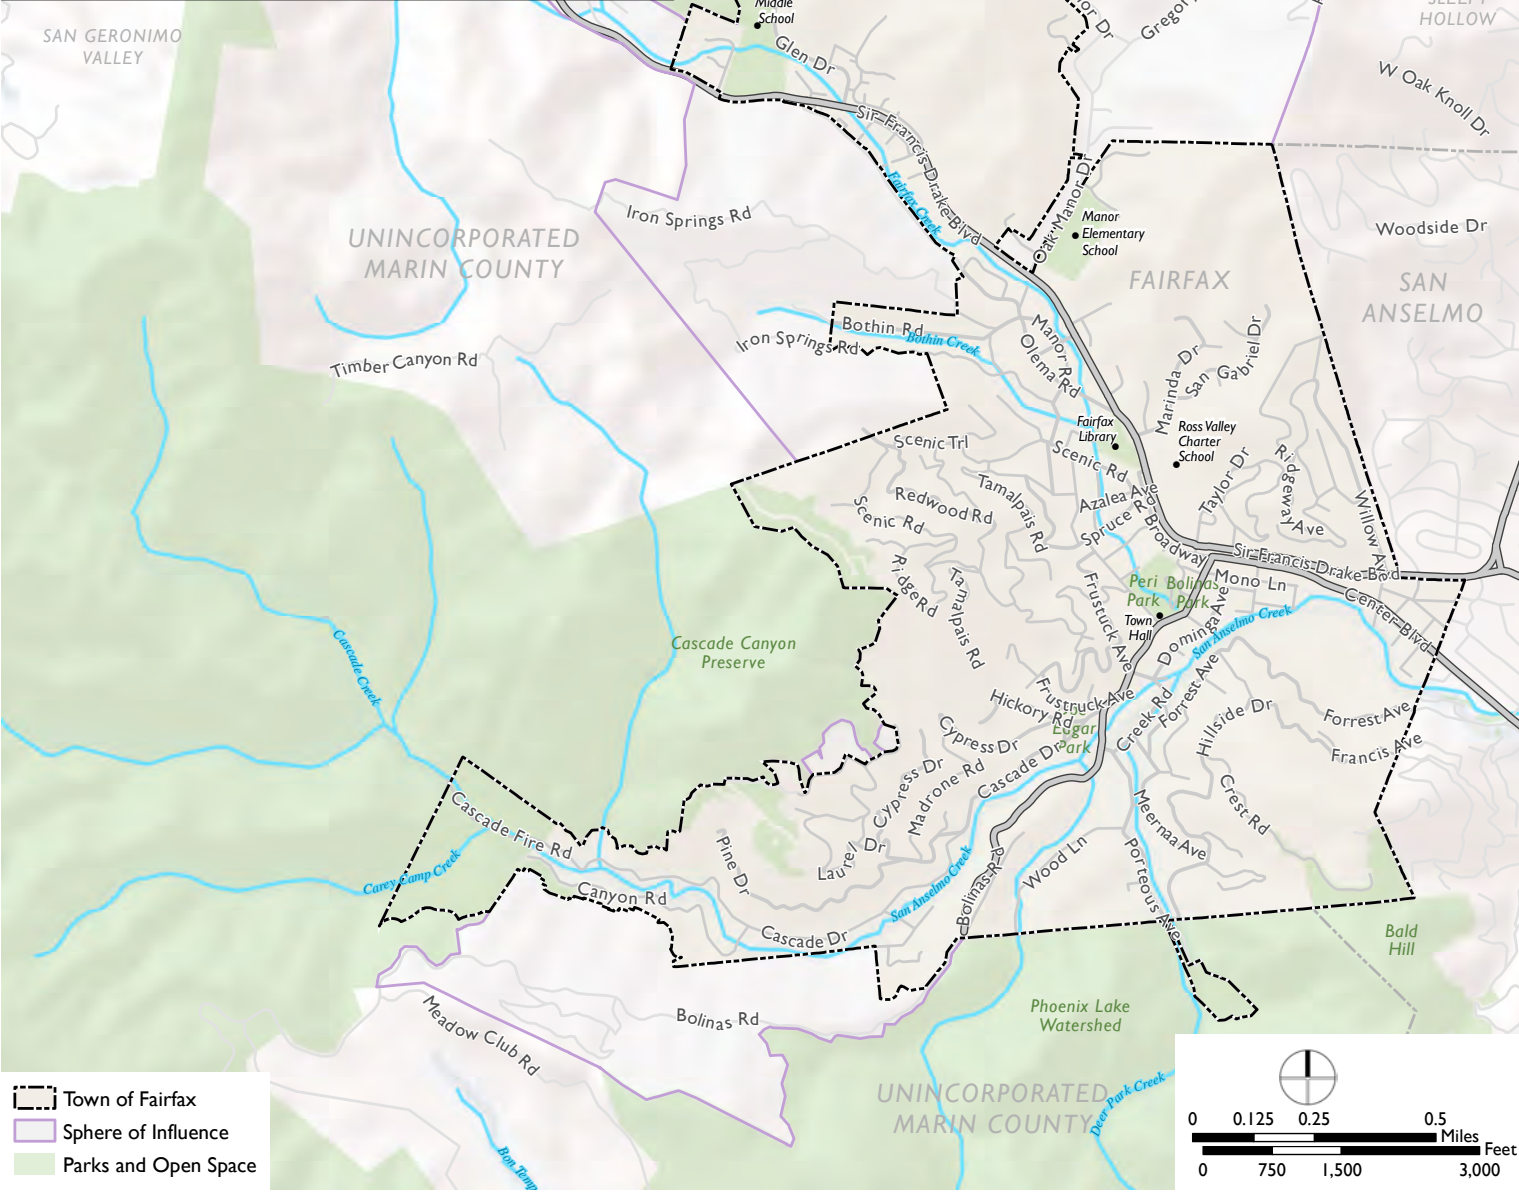 Middle
School
Glen Dr
Gregor
or Dr
SLEEPY
HOLLOW
SAN GERONIMO
VALLEY
W Oak Knoll Dr
Sir Francis Drake Blvd
Fairfax Creek
Oak Manor Dr
Manor
Elementary
School
Woodside Dr
Iron Springs Rd
UNINCORPORATED
MARIN COUNTY
FAIRFAX
SAN
ANSELMO
Bothin Rd
Bothin Creek
Iron Springs Rd
Timber Canyon Rd
Manor Rd
Olema Rd
Marinda Dr
San Gabriel Dr
Fairfax
Library
Ross Valley
Charter
School
Scenic Trl
Scenic Rd
Tamalpais Rd
Redwood Rd
Scenic Rd
Azalea Ave
Spruce Rd
Taylor Dr
Ridgeway Ave
Willow Ave
Broadway
Sir Francis Drake Blvd
Mono Ln
Center Blvd
Ridge Rd
Tamalpais Rd
Frustuck Ave
Peri
Park
Bolinas
Park
Town
Hall
Dominga Ave
San Anselmo Creek
Cascade Creek
Cascade Canyon
Preserve
Frustruck Ave
Hickory Rd
Edgar
Park
Creek Rd
Forrest Ave
Hillside Dr
Forrest Ave
Francis Ave
Cypress Dr
Cascade Dr
Cypress Dr
Madrone Rd
Crest Rd
Meernaa Ave
Cascade Fire Rd
Carey Camp Creek
Pine Dr
Laurel Dr
San Anselmo Creek
Bolinas Rd
Wood Ln
Porteous Ave
Canyon Rd
Cascade Dr
Bald
Hill
Meadow Club Rd
Bolinas Rd
Phoenix Lake
Watershed
UNINCORPORATED
MARIN COUNTY
Deer Park Creek
Bon Temp
Town of Fairfax
Sphere of Influence
Parks and Open Space
0 0.125 0.25 0.5
Miles
Feet
0 750 1,500 3,000